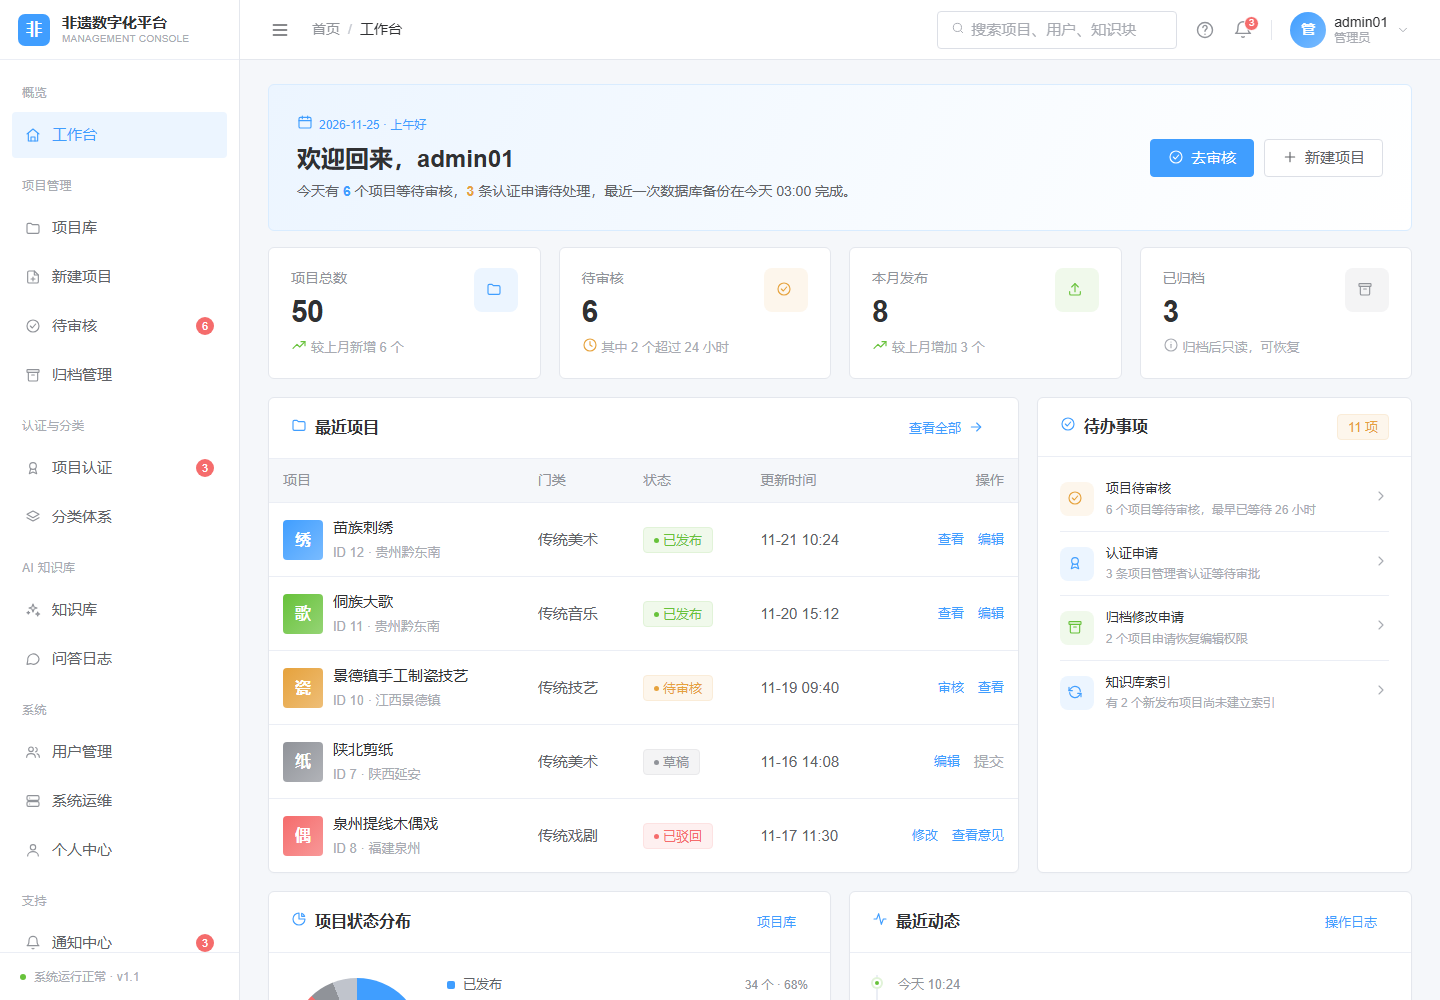 非 非遗数字化平台
MANAGEMENT CONSOLE
首页 / 工作台
搜索项目、用户、知识块
3
管 admin01
管理员
概览
工作台
项目管理
项目库
新建项目
待审核 6
归档管理
认证与分类
项目认证 3
分类体系
AI 知识库
知识库
问答日志
系统
用户管理
系统运维
个人中心
支持
通知中心 3
系统运行正常 · v1.1
2026-11-25 · 上午好
欢迎回来，admin01
今天有 6 个项目等待审核，3 条认证申请待处理，最近一次数据库备份在今天 03:00 完成。
去审核 新建项目
项目总数
50
较上月新增 6 个
待审核
6
其中 2 个超过 24 小时
本月发布
8
较上月增加 3 个
已归档
3
归档后只读，可恢复
最近项目 查看全部
项目 门类 状态 更新时间 操作
绣 苗族刺绣 传统美术 已发布 11-21 10:24 查看 编辑
ID 12 · 贵州黔东南
歌 侗族大歌 传统音乐 已发布 11-20 15:12 查看 编辑
ID 11 · 贵州黔东南
瓷 景德镇手工制瓷技艺 传统技艺 待审核 11-19 09:40 审核 查看
ID 10 · 江西景德镇
纸 陕北剪纸 传统美术 草稿 11-16 14:08 编辑 提交
ID 7 · 陕西延安
偶 泉州提线木偶戏 传统戏剧 已驳回 11-17 11:30 修改 查看意见
ID 8 · 福建泉州
待办事项 11 项
项目待审核
6 个项目等待审核，最早已等待 26 小时
认证申请
3 条项目管理者认证等待审批
归档修改申请
2 个项目申请恢复编辑权限
知识库索引
有 2 个新发布项目尚未建立索引
项目状态分布 项目库
已发布 34 个 · 68%
最近动态 操作日志
今天 10:24